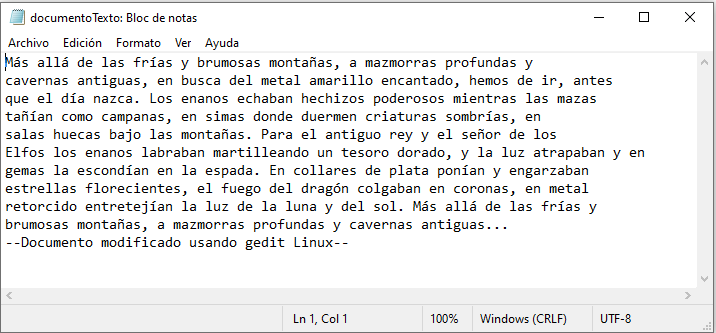 documentoTexto: Bloc de notas
Archivo Edición Formato Ver Ayuda
Más allá de las frías y brumosas montañas, a mazmorras profundas y
cavernas antiguas, en busca del metal amarillo encantado, hemos de ir, antes
que el día nazca. Los enanos echaban hechizos poderosos mientras las mazas
tañían como campanas, en simas donde duermen criaturas sombrías, en
salas huecas bajo las montañas. Para el antiguo rey y el señor de los
Elfos los enanos labraban martilleando un tesoro dorado, y la luz atrapaban y en
gemas la escondían en la espada. En collares de plata ponían y engarzaban
estrellas florecientes, el fuego del dragón colgaban en coronas, en metal
retorcido entretejían la luz de la luna y del sol. Más allá de las frías y
brumosas montañas, a mazmorras profundas y cavernas antiguas...
--Documento modificado usando gedit Linux--
Ln 1, Col 1 100% Windows (CRLF) UTF-8